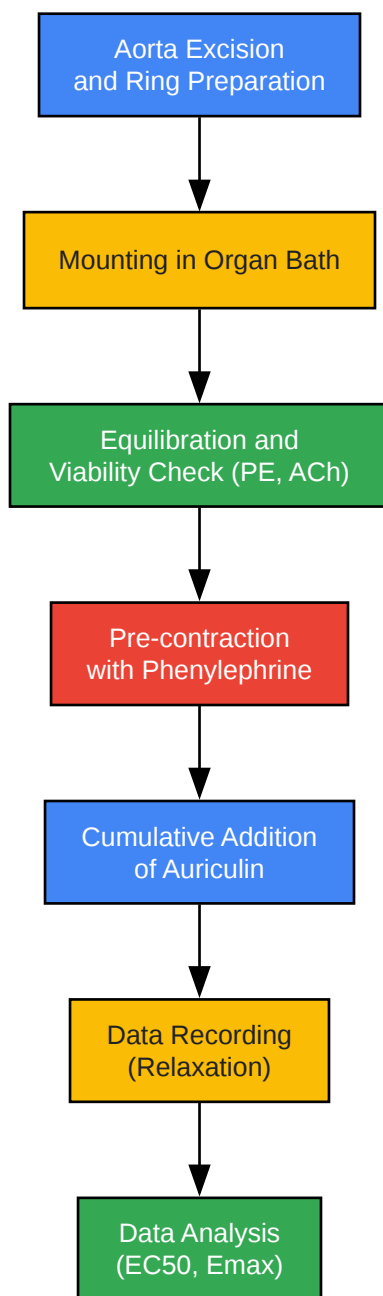 Aorta Excision
and Ring Preparation
Mounting in Organ Bath
Equilibration and
Viability Check (PE, ACh)
Pre-contraction
with Phenylephrine
Cumulative Addition
of Auriculin
Data Recording
(Relaxation)
Data Analysis
(EC50, Emax)